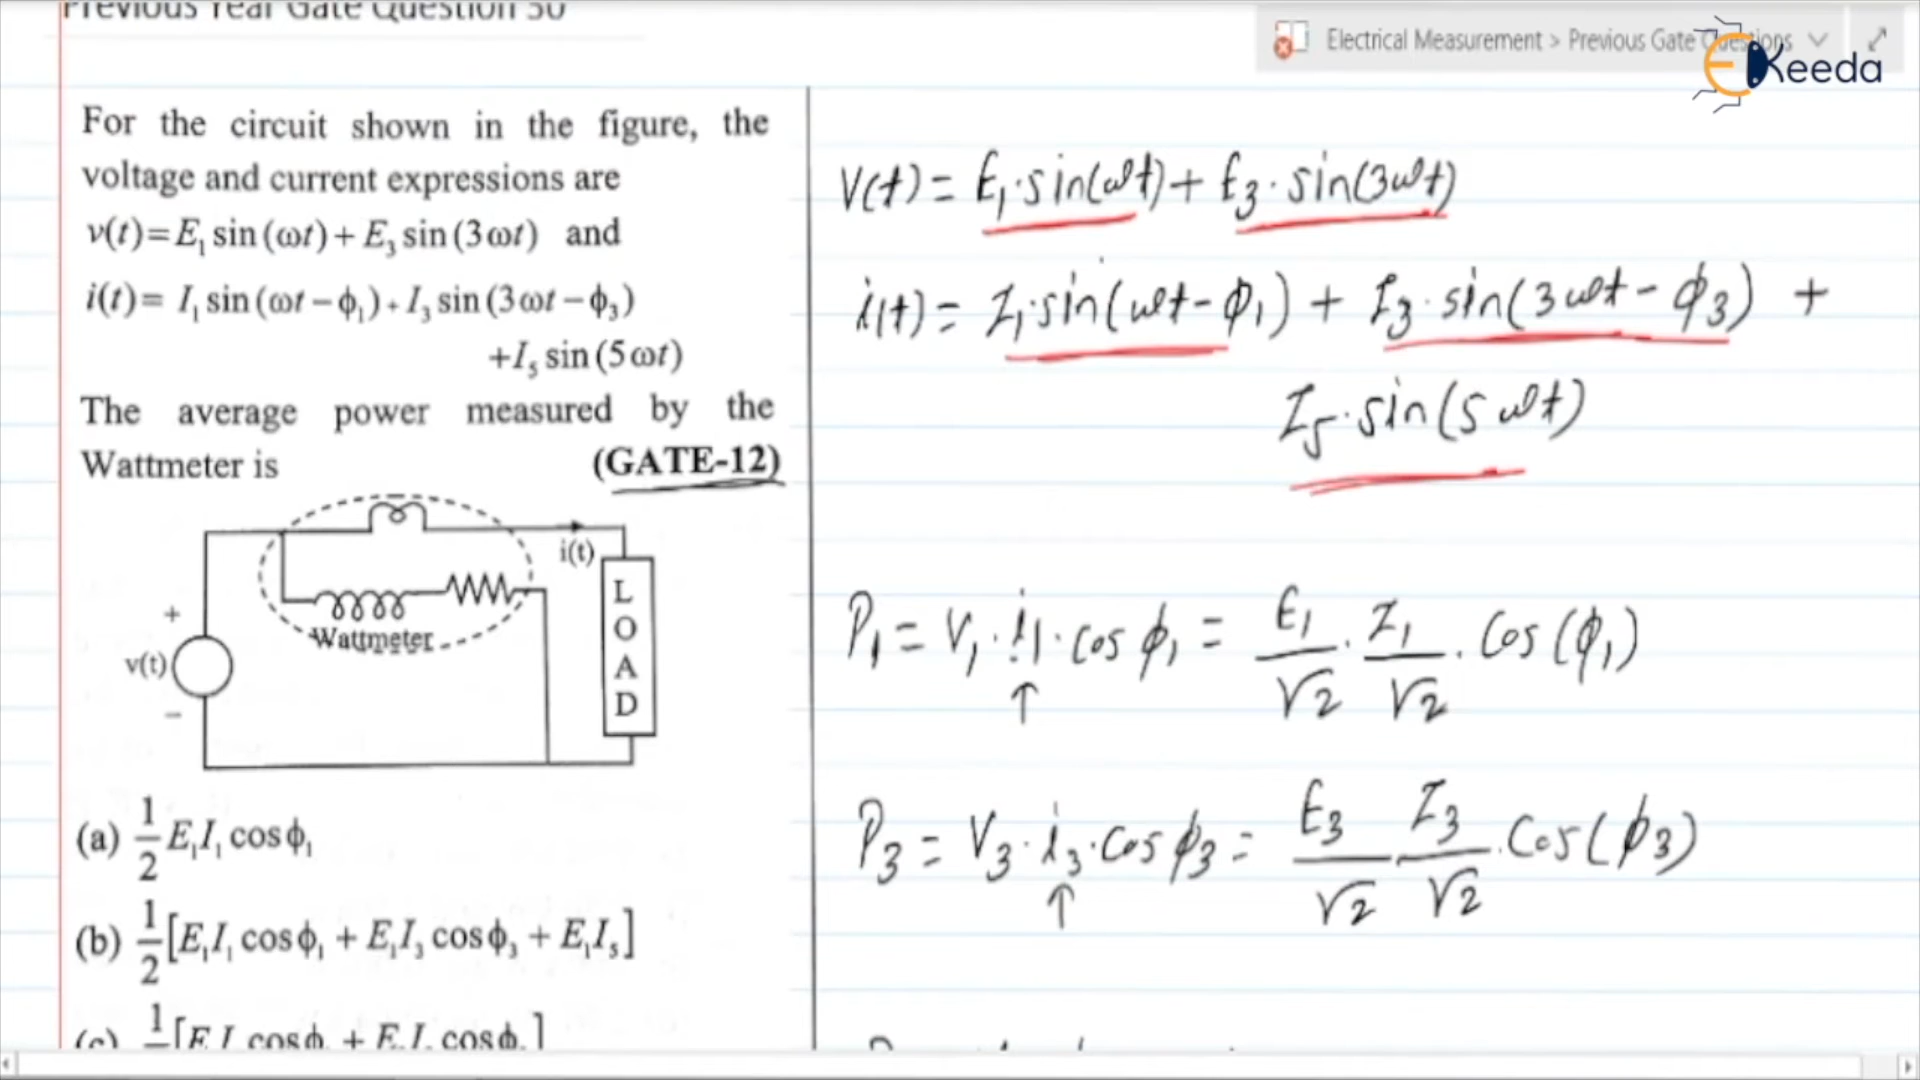 Previous Year Gate Question 30
Electrical Measurement > Previous Gate Questions
Keeda
For the circuit shown in the figure, the
voltage and current expressions are
v(t)=E₁ sin(ωt)+E₃ sin(3ωt) and
i(t)= I₁ sin(ωt−ϕ₁)+I₃ sin(3ωt−ϕ₃)
+I₅ sin(5ωt)
The average power measured by the
Wattmeter is (GATE-12)
i(t)
LOAD
Wattmeter
+
v(t)
−
(a) 1/2 E₁I₁ cosϕ₁
(b) 1/2[E₁I₁ cosϕ₁ + E₁I₃ cosϕ₃ + E₁I₅]
V(t) = E₁·sin(ωt) + E₃·sin(3ωt)
i(t) = I₁·sin(ωt−ϕ₁) + I₃·sin(3ωt−ϕ₃) +
I₅·sin(5ωt)
P₁ = V₁·i₁·cosϕ₁ = E₁/√2 · I₁/√2 · Cos(ϕ₁)
P₃ = V₃·i₃·cosϕ₃ = E₃/√2 I₃/√2 · Cos(ϕ₃)